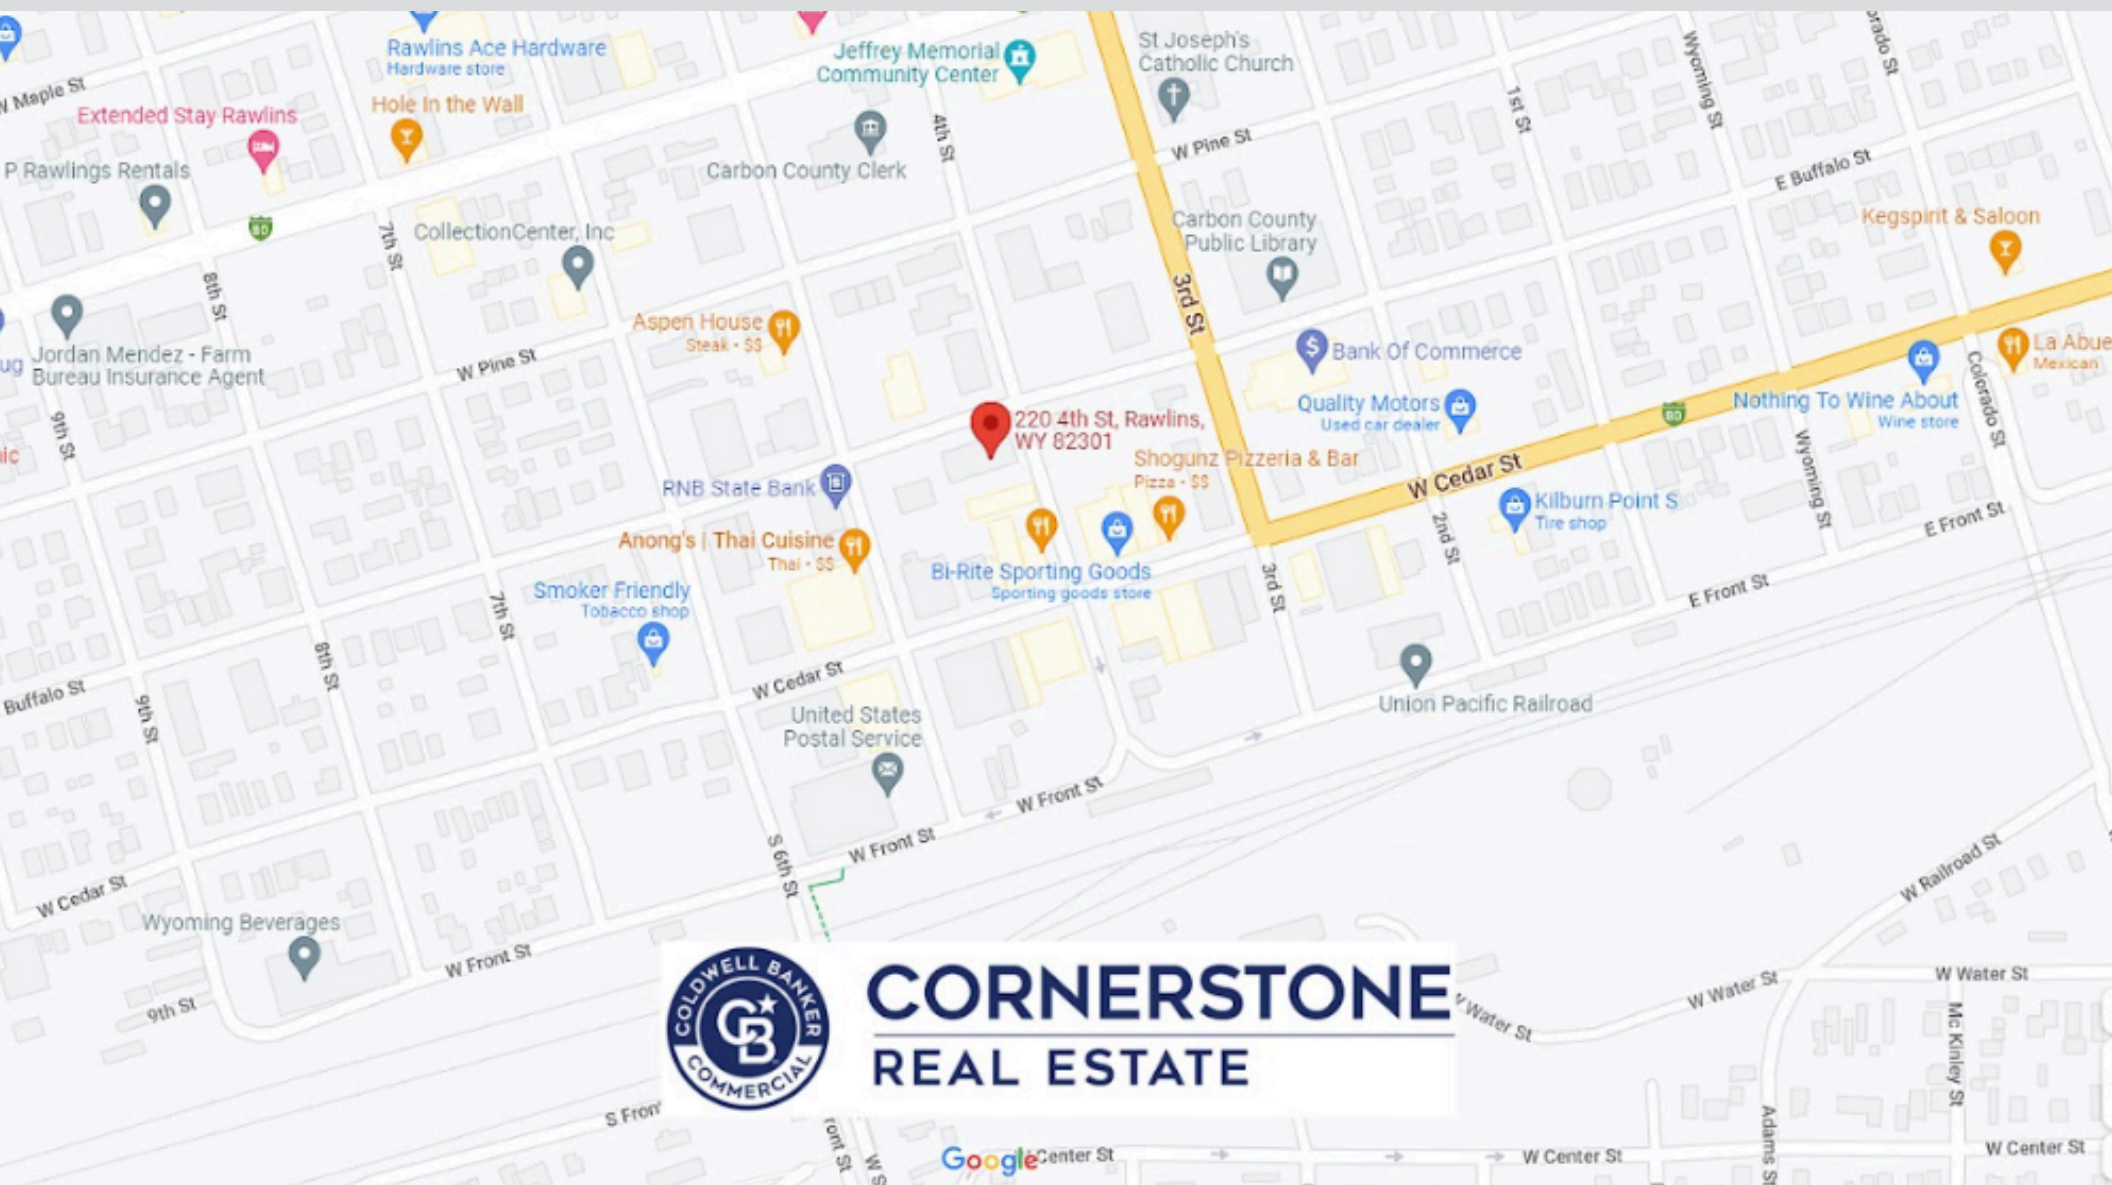 W Maple St
Rawlins Ace Hardware
Hardware store
Jeffrey Memorial
Community Center
St Joseph's
Catholic Church
Extended Stay Rawlins
Hole In the Wall
1st St
Wyoming St
orado St
P Rawlings Rentals
Carbon County Clerk
4th St
W Pine St
E Buffalo St
80
7th St
CollectionCenter, Inc
Carbon County
Public Library
Kegspirit & Saloon
8th St
Jordan Mendez - Farm
Bureau Insurance Agent
ug
W Pine St
Aspen House
Steak · $$
3rd St
Bank Of Commerce
La Abue
Mexican
9th St
nic
220 4th St, Rawlins,
WY 82301
Quality Motors
Used car dealer
80
Nothing To Wine About
Wine store
Colorado St
Shogunz Pizzeria & Bar
Pizza · $$
W Cedar St
Wyoming St
RNB State Bank
Kilburn Point S
Tire shop
2nd St
E Front St
Anong's | Thai Cuisine
Thai · $$
Bi-Rite Sporting Goods
Sporting goods store
3rd St
E Front St
Smoker Friendly
Tobacco shop
7th St
8th St
W Cedar St
Buffalo St
9th St
United States
Postal Service
Union Pacific Railroad
W Front St
W Front St
S 6th St
W Cedar St
W Railroad St
Wyoming Beverages
W Front St
9th St
COLDWELL BANKER
CB
COMMERCIAL
CORNERSTONE
REAL ESTATE
W Water St
W Water St
W Water St
Mc Kinley St
S Fron
ront St
W S
Google
Center St
W Center St
Adams St
W Center St